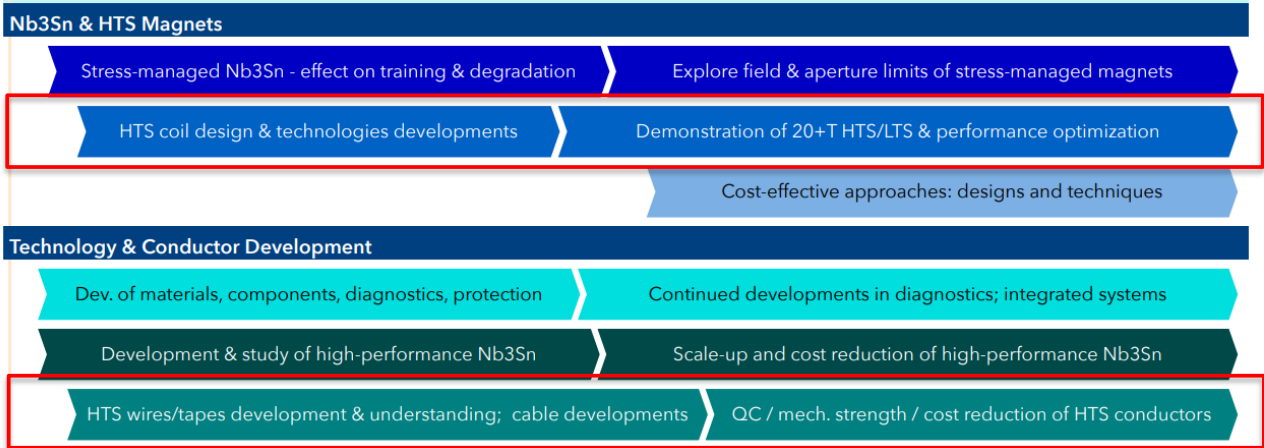 Nb3Sn & HTS Magnets
Stress-managed Nb3Sn - effect on training & degradation
Explore field & aperture limits of stress-managed magnets
HTS coil design & technologies developments
Demonstration of 20+T HTS/LTS & performance optimization
Cost-effective approaches: designs and techniques
Technology & Conductor Development
Dev. of materials, components, diagnostics, protection
Continued developments in diagnostics; integrated systems
Development & study of high-performance Nb3Sn
Scale-up and cost reduction of high-performance Nb3Sn
HTS wires/tapes development & understanding; cable developments
QC / mech. strength / cost reduction of HTS conductors